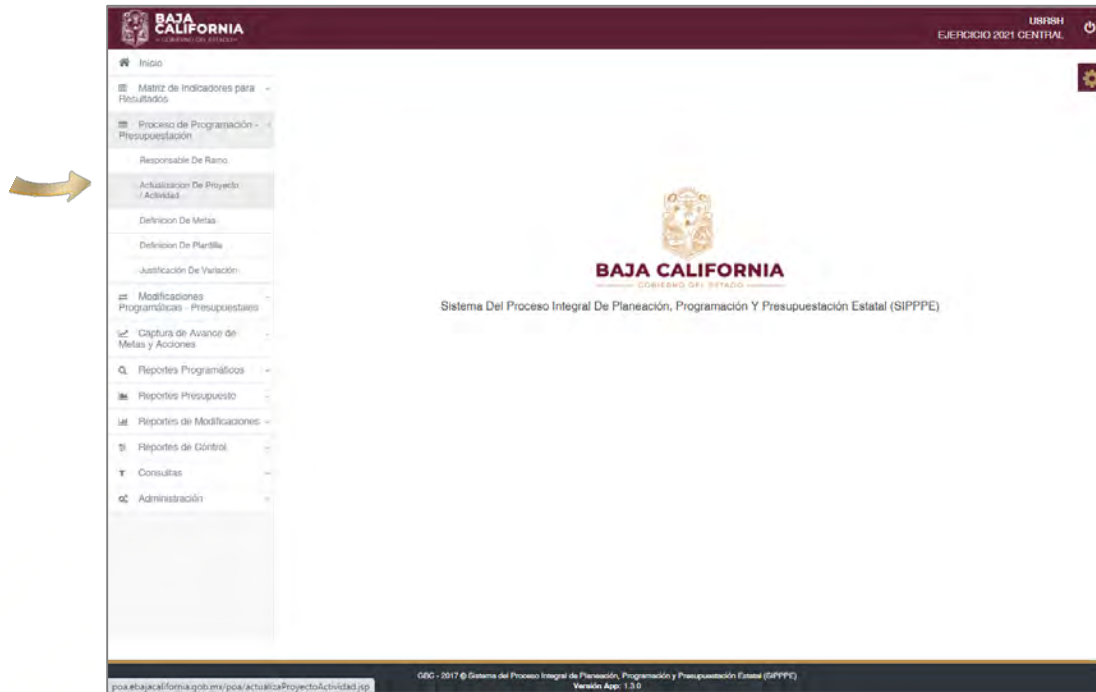 BAJA
CALIFORNIA
GOBIERNO DEL ESTADO
USRSH
EJERCICIO 2021 CENTRAL
Inicio
Matriz de Indicadores para
Resultados
Proceso de Programación -
Presupuestación
Responsable De Ramo
Actualizacion De Proyecto
/ Actividad
Definicion De Metas
Definicion De Plantilla
Justificación De Variación
Modificaciones
Programáticas - Presupuestales
Captura de Avance de
Metas y Acciones
Reportes Programáticos
Reportes Presupuesto
Reportes de Modificaciones
Reportes de Control
Consultas
Administración
BAJA CALIFORNIA
GOBIERNO DEL ESTADO
Sistema Del Proceso Integral De Planeación, Programación Y Presupuestación Estatal (SIPPPE)
GBC - 2017 @ Sistema del Proceso Integral de Planeación, Programación y Presupuestación Estatal (SIPPPE)
Versión App: 1.3.0
poa.ebajacalifornia.gob.mx/poa/actualizaProyectoActividad.jsp